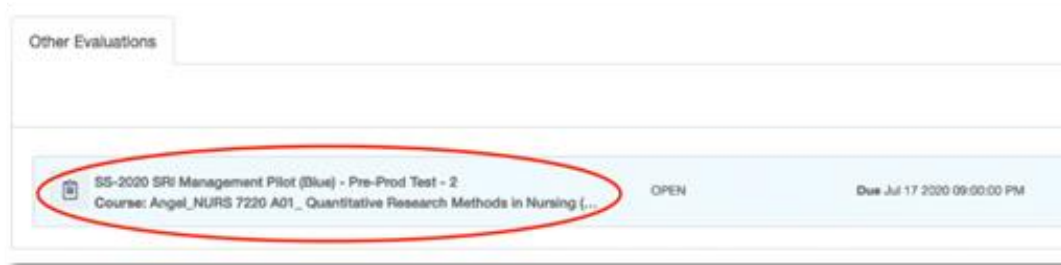 Other Evaluations
SS-2020 SRI Management Pilot (Blue) - Pre-Prod Test - 2
Course: Angel_NURS 7220 A01_ Quantitative Research Methods in Nursing (...
OPEN
Due Jul 17 2020 09:00:00 PM